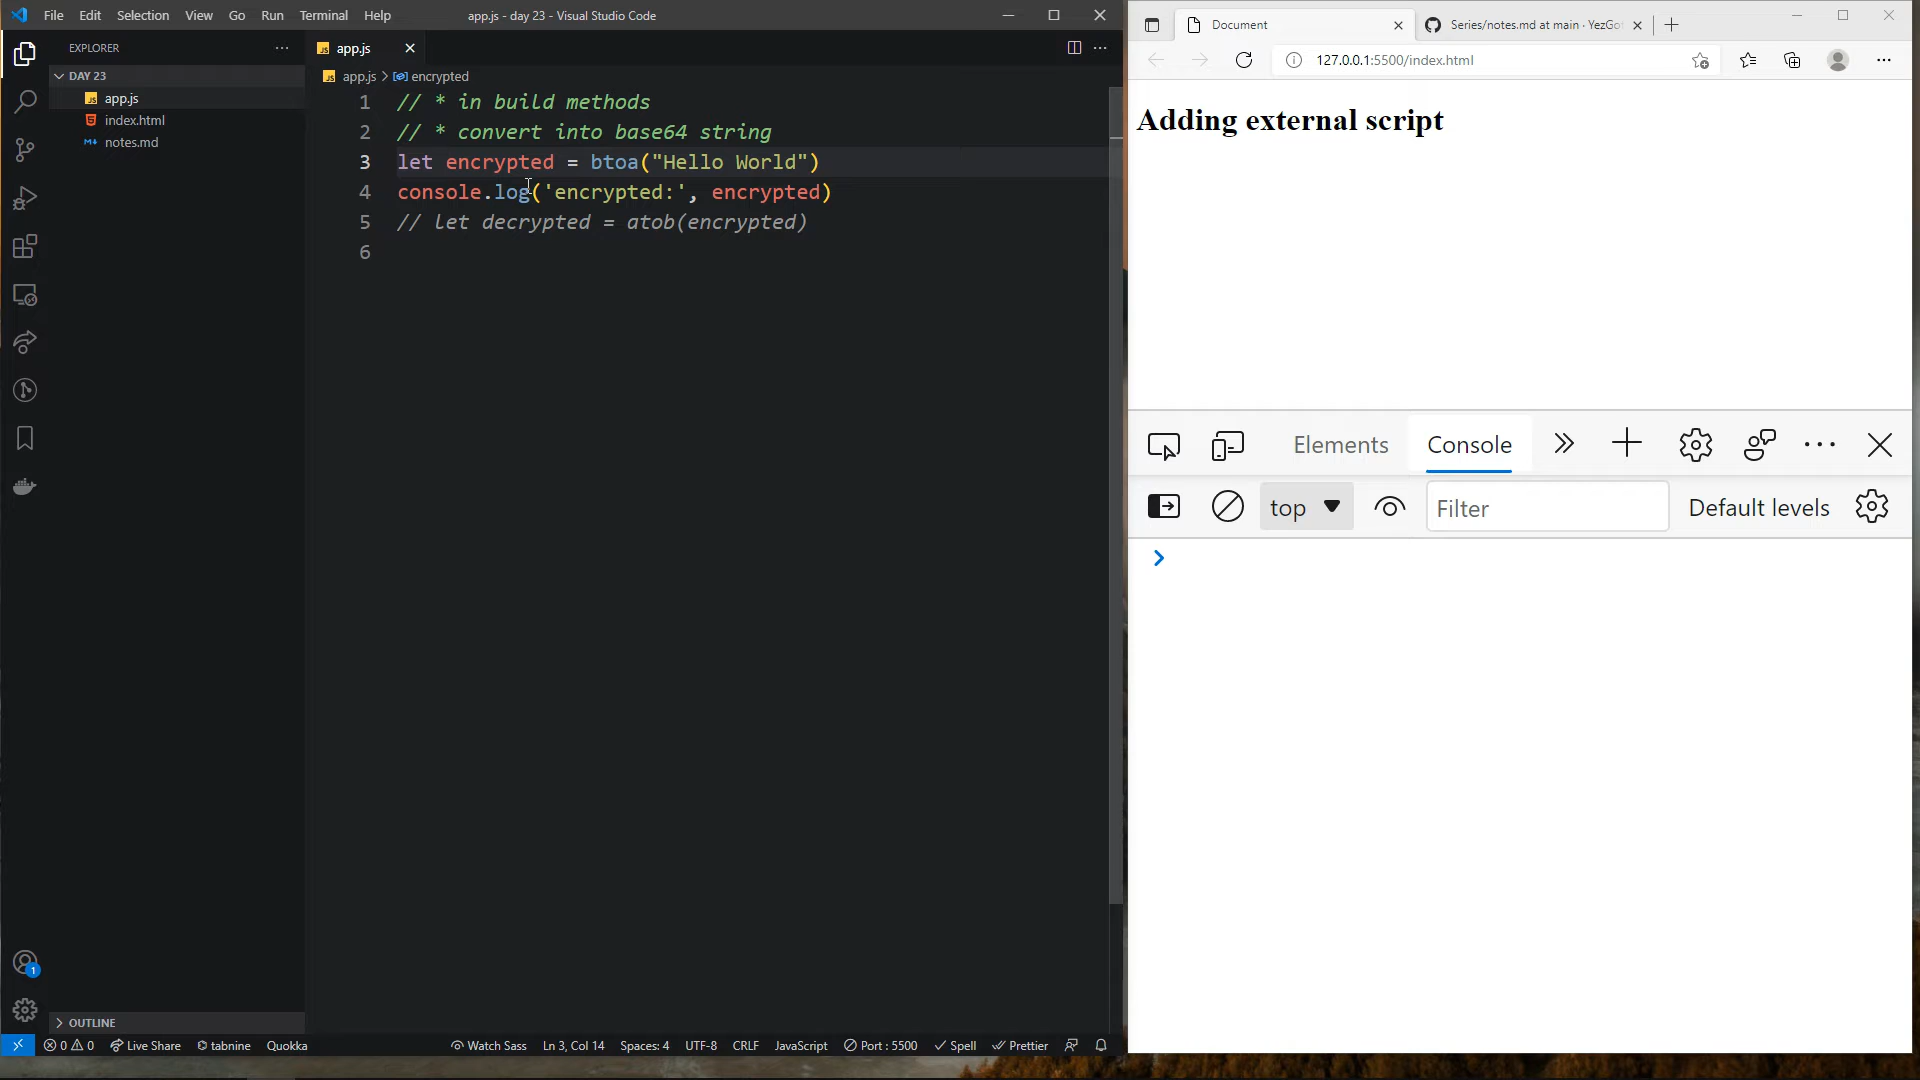 File Edit Selection View Go Run Terminal Help
app.js - day 23 - Visual Studio Code
EXPLORER
DAY 23
app.js
index.html
notes.md
OUTLINE
app.js
app.js > encrypted
1 // * in build methods
2 // * convert into base64 string
3 let encrypted = btoa("Hello World")
4 console.log('encrypted:', encrypted)
5 // let decrypted = atob(encrypted)
6
1
0 0 Live Share tabnine Quokka Watch Sass Ln 3, Col 14 Spaces: 4 UTF-8 CRLF JavaScript Port : 5500 Spell Prettier
Document
Series/notes.md at main · YezGot
127.0.0.1:5500/index.html
Adding external script
Elements Console
top Filter Default levels